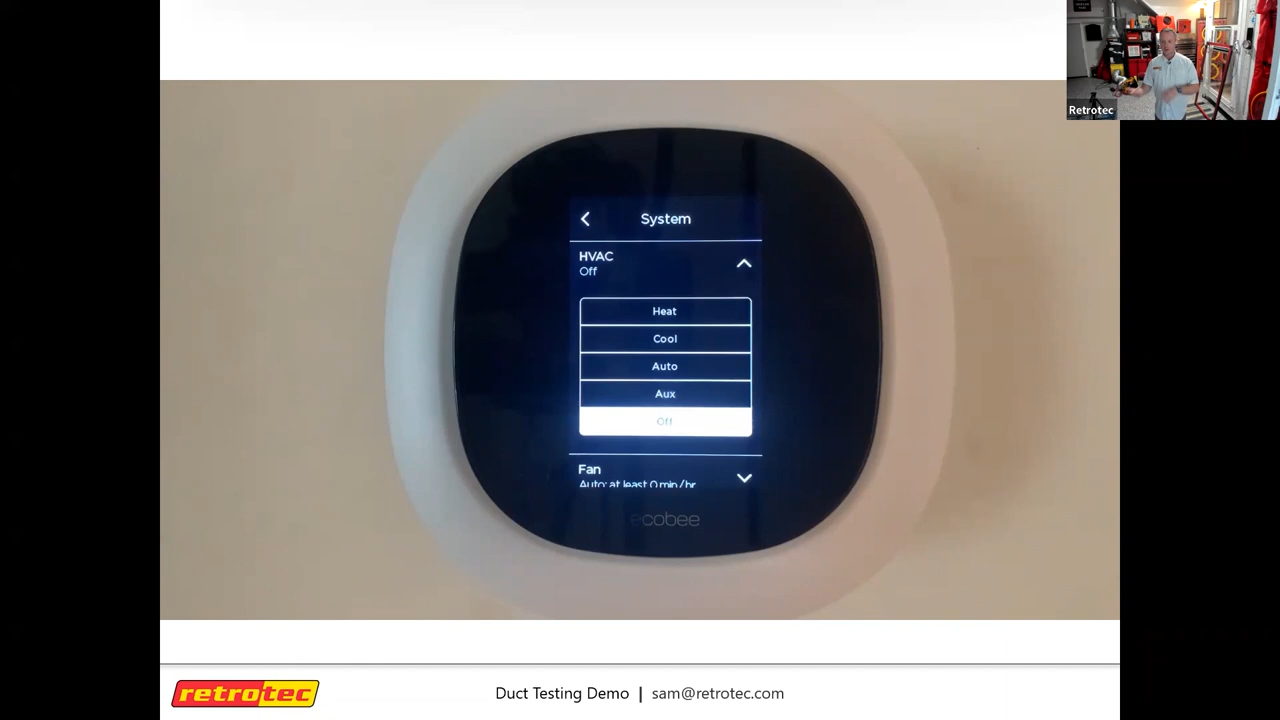 Retrotec
System
HVAC
Off
Heat
Cool
Auto
Aux
Off
Fan
Auto: at least 0 min/hr
ecobee
retrotec
Duct Testing Demo | sam@retrotec.com